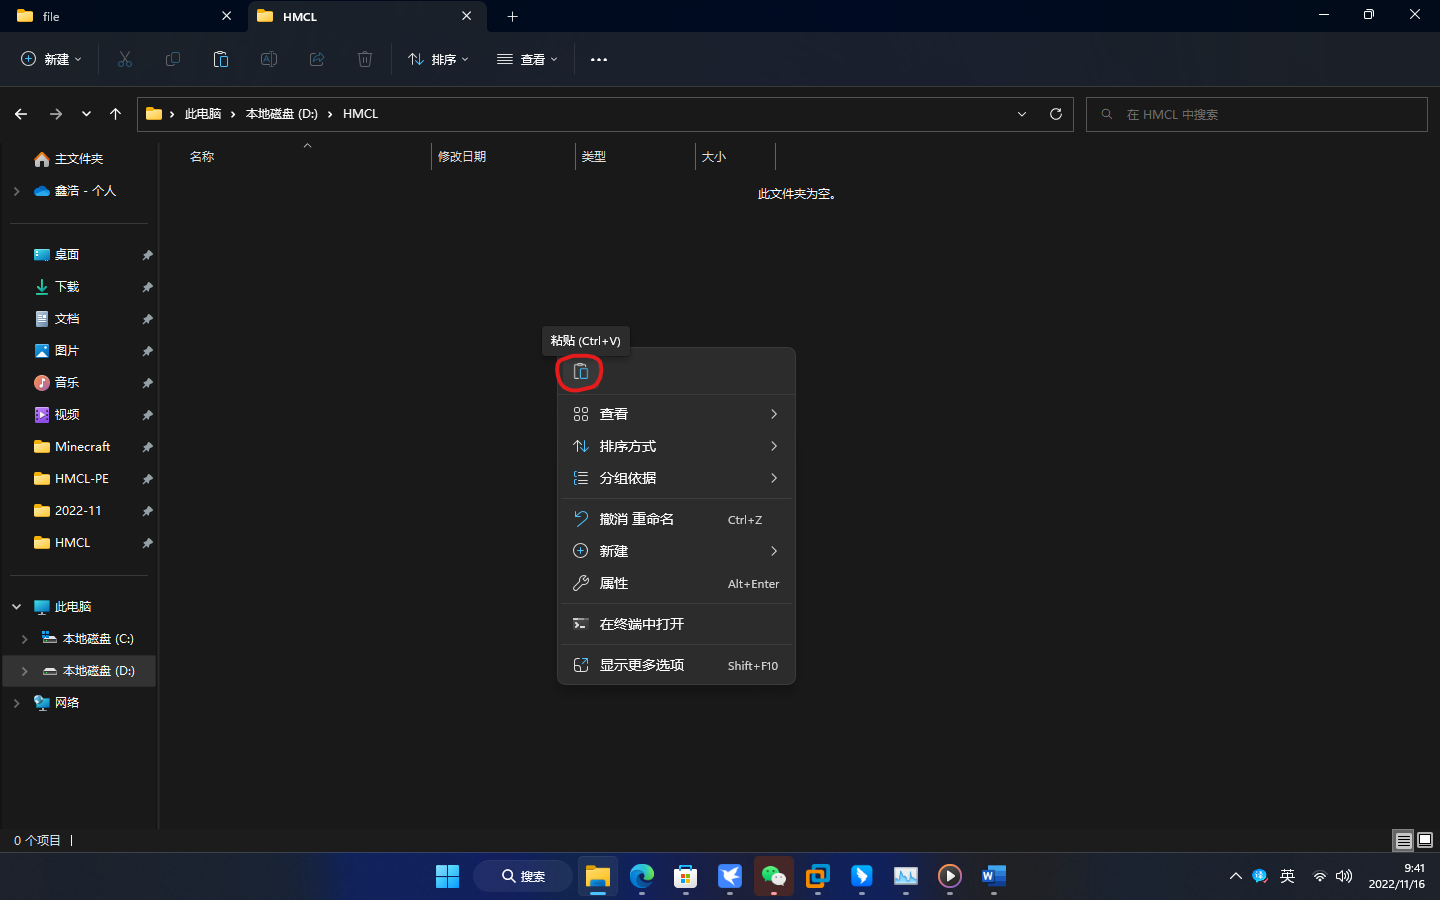 file
HMCL
新建
排序
查看
此电脑
本地磁盘 (D:)
HMCL
在 HMCL 中搜索
名称
修改日期
类型
大小
此文件夹为空。
主文件夹
鑫浩 - 个人
桌面
下载
文档
图片
音乐
视频
Minecraft
HMCL-PE
2022-11
HMCL
此电脑
本地磁盘 (C:)
本地磁盘 (D:)
网络
粘贴 (Ctrl+V)
查看
排序方式
分组依据
撤消 重命名 Ctrl+Z
新建
属性 Alt+Enter
在终端中打开
显示更多选项 Shift+F10
0 个项目
搜索
英
9:41
2022/11/16